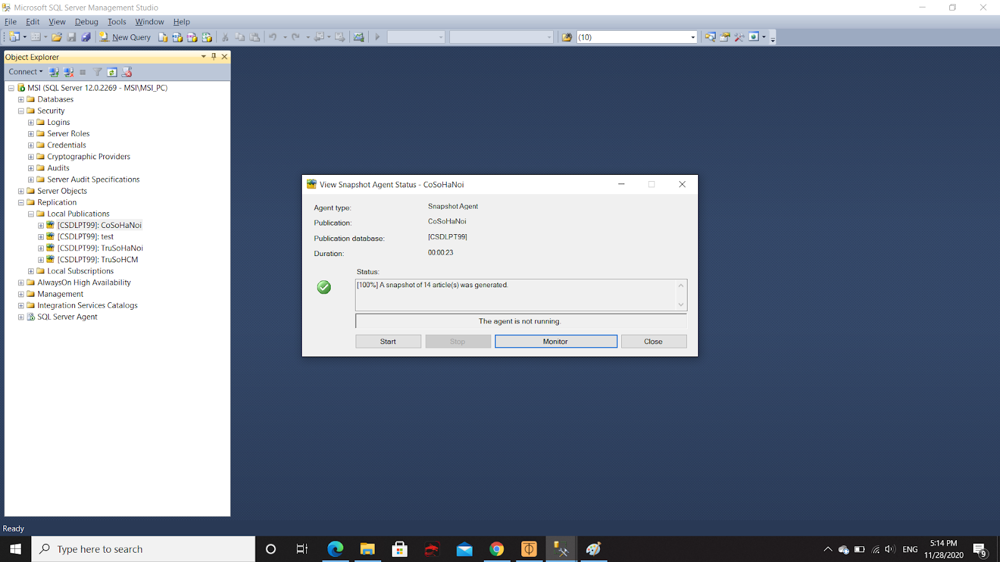 Microsoft SQL Server Management Studio
File Edit View Debug Tools Window Help
New Query
(10)
Object Explorer
Connect
MSI (SQL Server 12.0.2269 - MSI\MSI_PC)
Databases
Security
Logins
Server Roles
Credentials
Cryptographic Providers
Audits
Server Audit Specifications
Server Objects
Replication
Local Publications
[CSDLPT99]: CoSoHaNoi
[CSDLPT99]: test
[CSDLPT99]: TruSoHaNoi
[CSDLPT99]: TruSoHCM
Local Subscriptions
AlwaysOn High Availability
Management
Integration Services Catalogs
SQL Server Agent
View Snapshot Agent Status - CoSoHaNoi
Agent type: Snapshot Agent
Publication: CoSoHaNoi
Publication database: [CSDLPT99]
Duration: 00:00:23
Status:
[100%] A snapshot of 14 article(s) was generated.
The agent is not running.
Start Stop Monitor Close
Ready
Type here to search
ENG
5:14 PM
11/28/2020
9